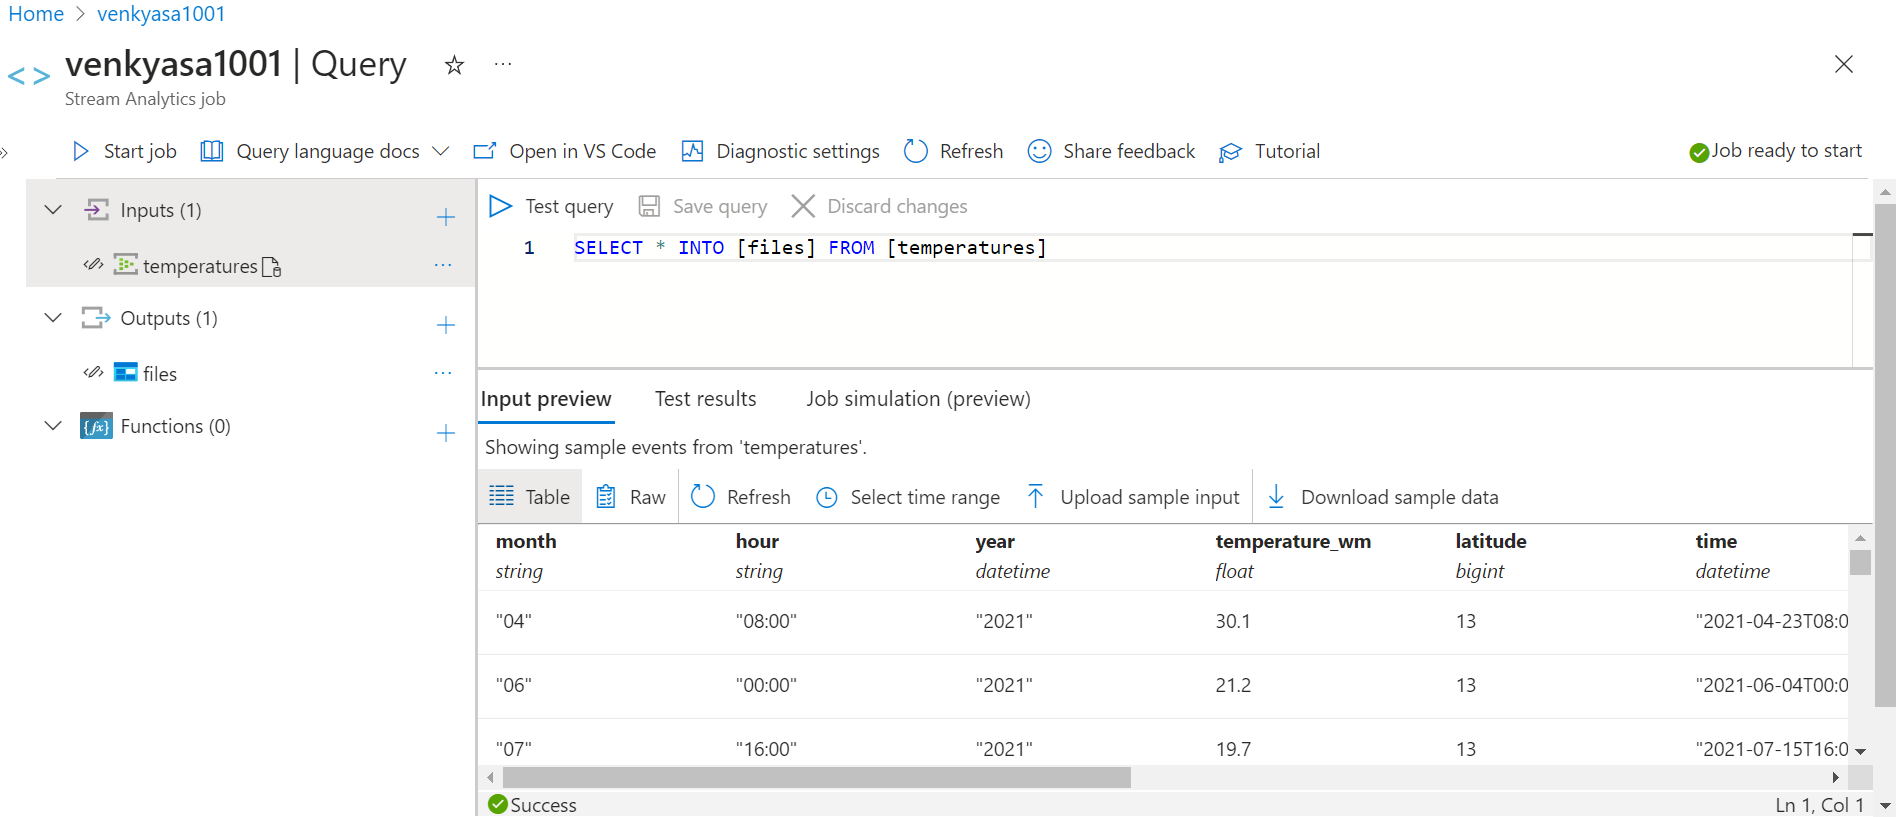 Home > venkyasa1001
venkyasa1001 | Query
Stream Analytics job
Start job Query language docs Open in VS Code Diagnostic settings Refresh Share feedback Tutorial Job ready to start
Inputs (1)
temperatures
Outputs (1)
files
Functions (0)
{fx}
Test query Save query Discard changes
1 SELECT * INTO [files] FROM [temperatures]
Input preview Test results Job simulation (preview)
Showing sample events from 'temperatures'.
Table Raw Refresh Select time range Upload sample input Download sample data
month hour year temperature_wm latitude time
string string datetime float bigint datetime
"04" "08:00" "2021" 30.1 13 "2021-04-23T08:0
"06" "00:00" "2021" 21.2 13 "2021-06-04T00:0
"07" "16:00" "2021" 19.7 13 "2021-07-15T16:0
Success Ln 1, Col 1